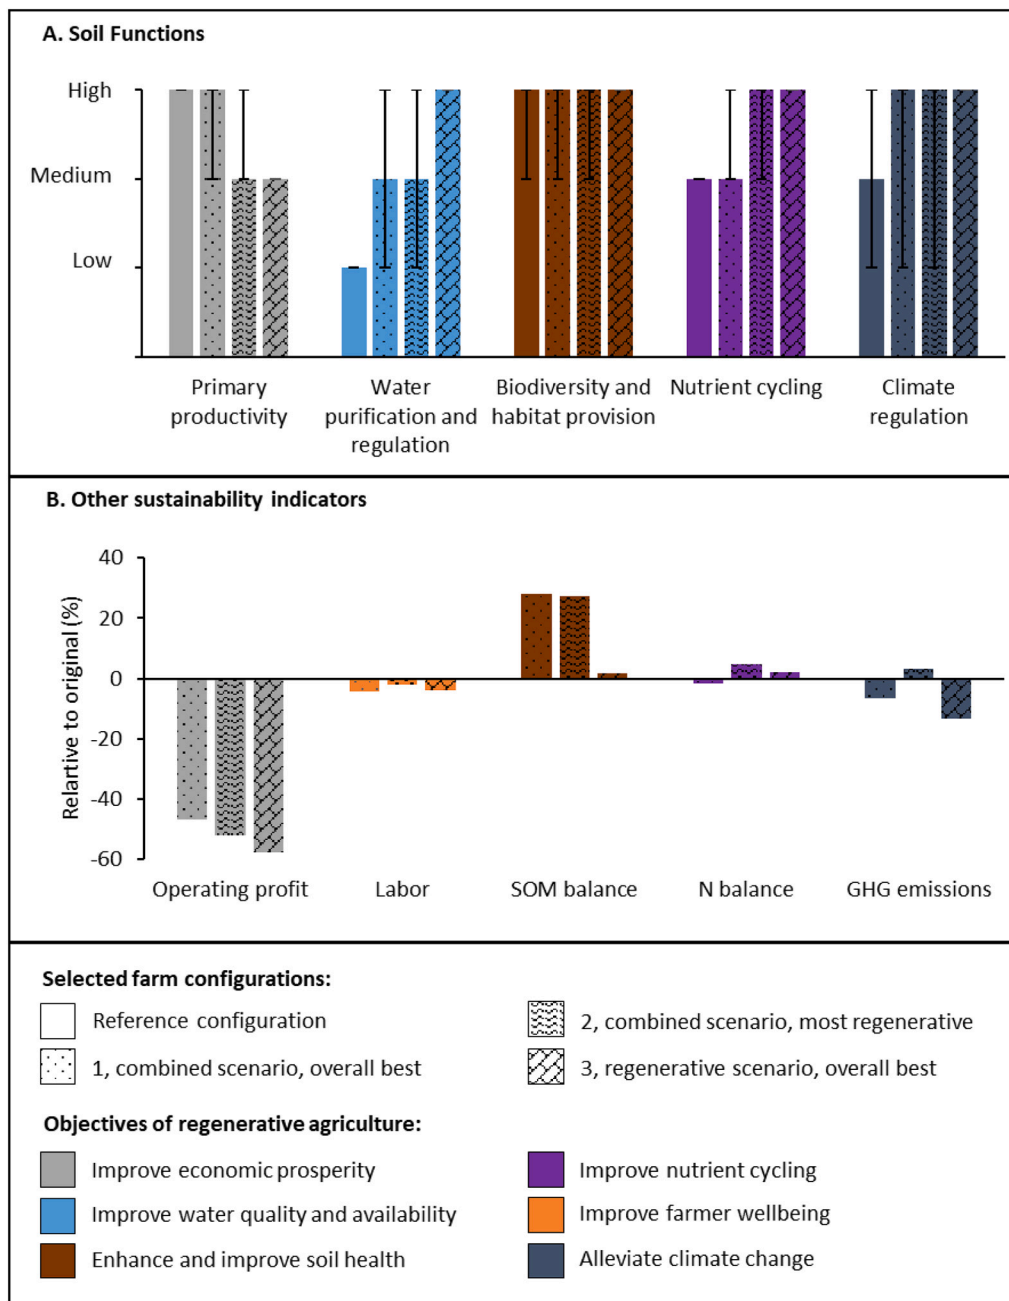 A. Soil Functions
High
Medium
Low
Primary
productivity
Water
purification and
regulation
Biodiversity and
habitat provision
Nutrient cycling
Climate
regulation
B. Other sustainability indicators
Relartive to original (%)
40
20
0
-20
-40
-60
Operating profit
Labor
SOM balance
N balance
GHG emissions
Selected farm configurations:
Reference configuration
1, combined scenario, overall best
2, combined scenario, most regenerative
3, regenerative scenario, overall best
Objectives of regenerative agriculture:
Improve economic prosperity
Improve water quality and availability
Enhance and improve soil health
Improve nutrient cycling
Improve farmer wellbeing
Alleviate climate change